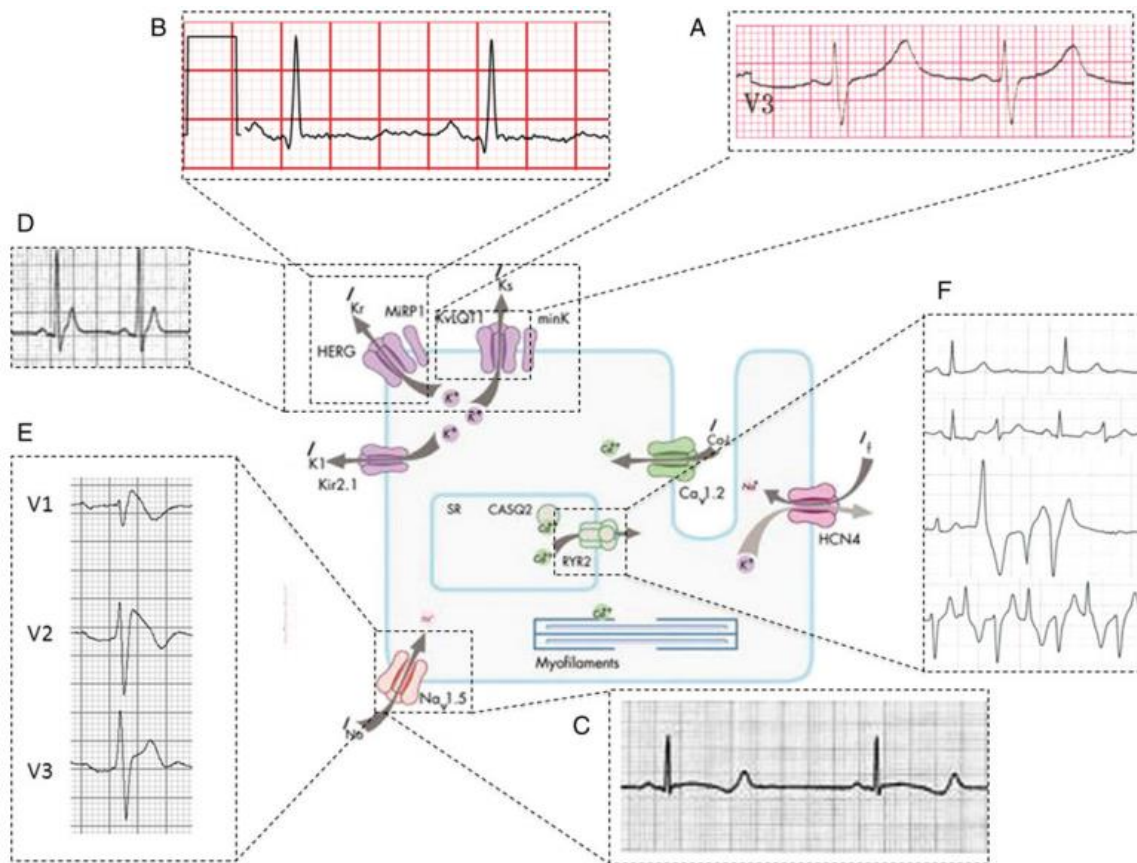 B
A
V3
D
I
Kr
MiRP1
I
Ks
KvLQT1
minK
HERG
K+
K+
K+
I
K1
Kir2.1
F
E
V1
V2
V3
SR
CASQ2
RYR2
Cav1.2
I
f
HCN4
K+
Myofilaments
Nav1.5
I
Na
C